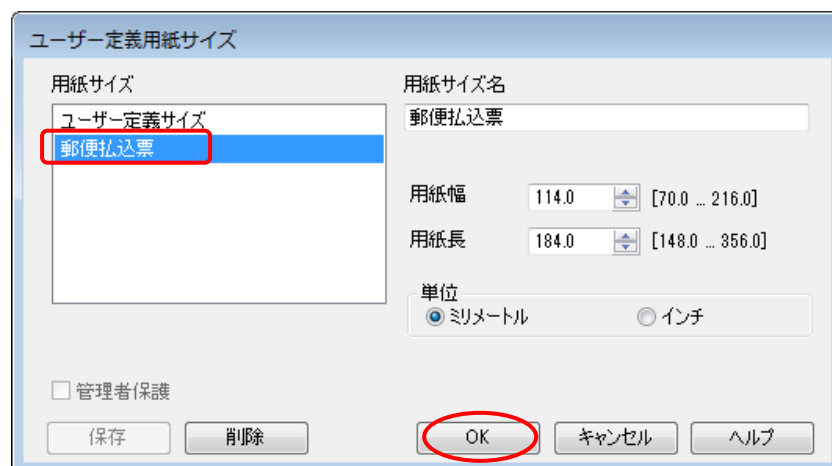 ユーザー定義用紙サイズ
用紙サイズ
ユーザー定義サイズ
郵便払込票
用紙サイズ名
郵便払込票
用紙幅 114.0 [70.0 ... 216.0]
用紙長 184.0 [148.0 ... 356.0]
単位
ミリメートル インチ
管理者保護
保存 削除 OK キャンセル ヘルプ